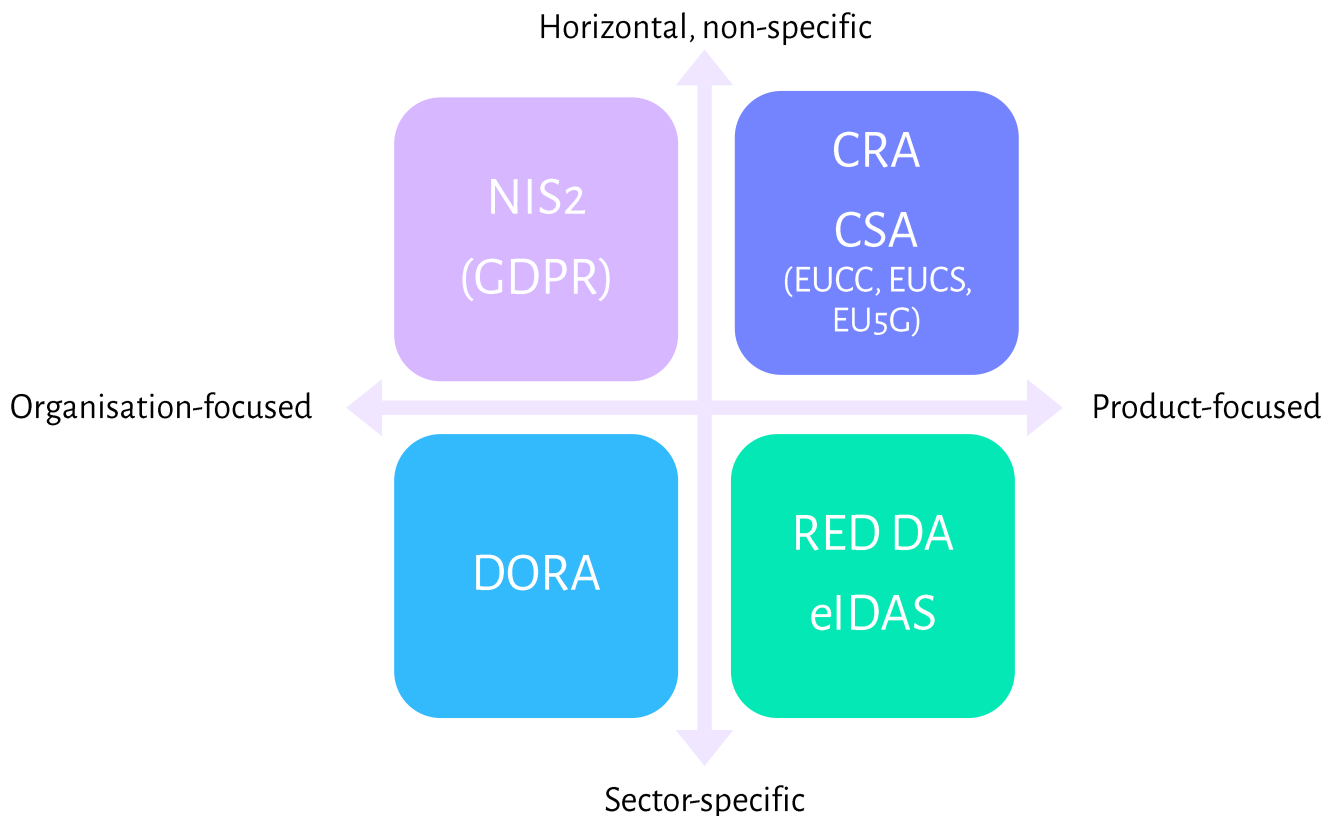 Horizontal, non-specific
NIS2
(GDPR)
CRA
CSA
(EUCC, EUCS,
EU5G)
Organisation-focused
Product-focused
DORA
RED DA
eIDAS
Sector-specific